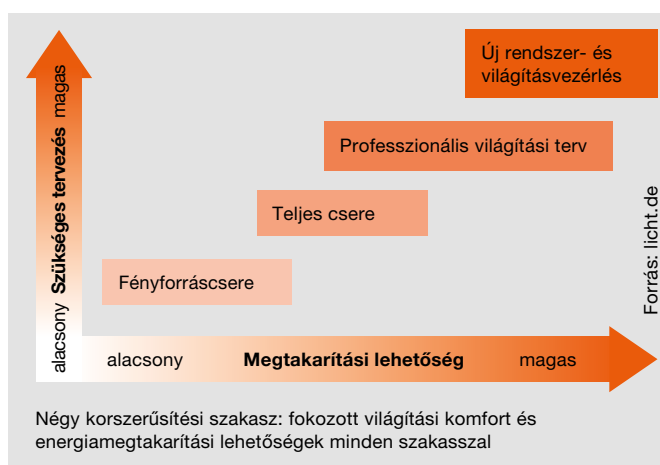 Új rendszer- és
világításvezérlés
Professzionális világítási terv
Teljes csere
Fényforráscsere
alacsony Szükséges tervezés magas
alacsony Megtakarítási lehetőség magas
Forrás: licht.de
Négy korszerűsítési szakasz: fokozott világítási komfort és
energiamegtakarítási lehetőségek minden szakasszal